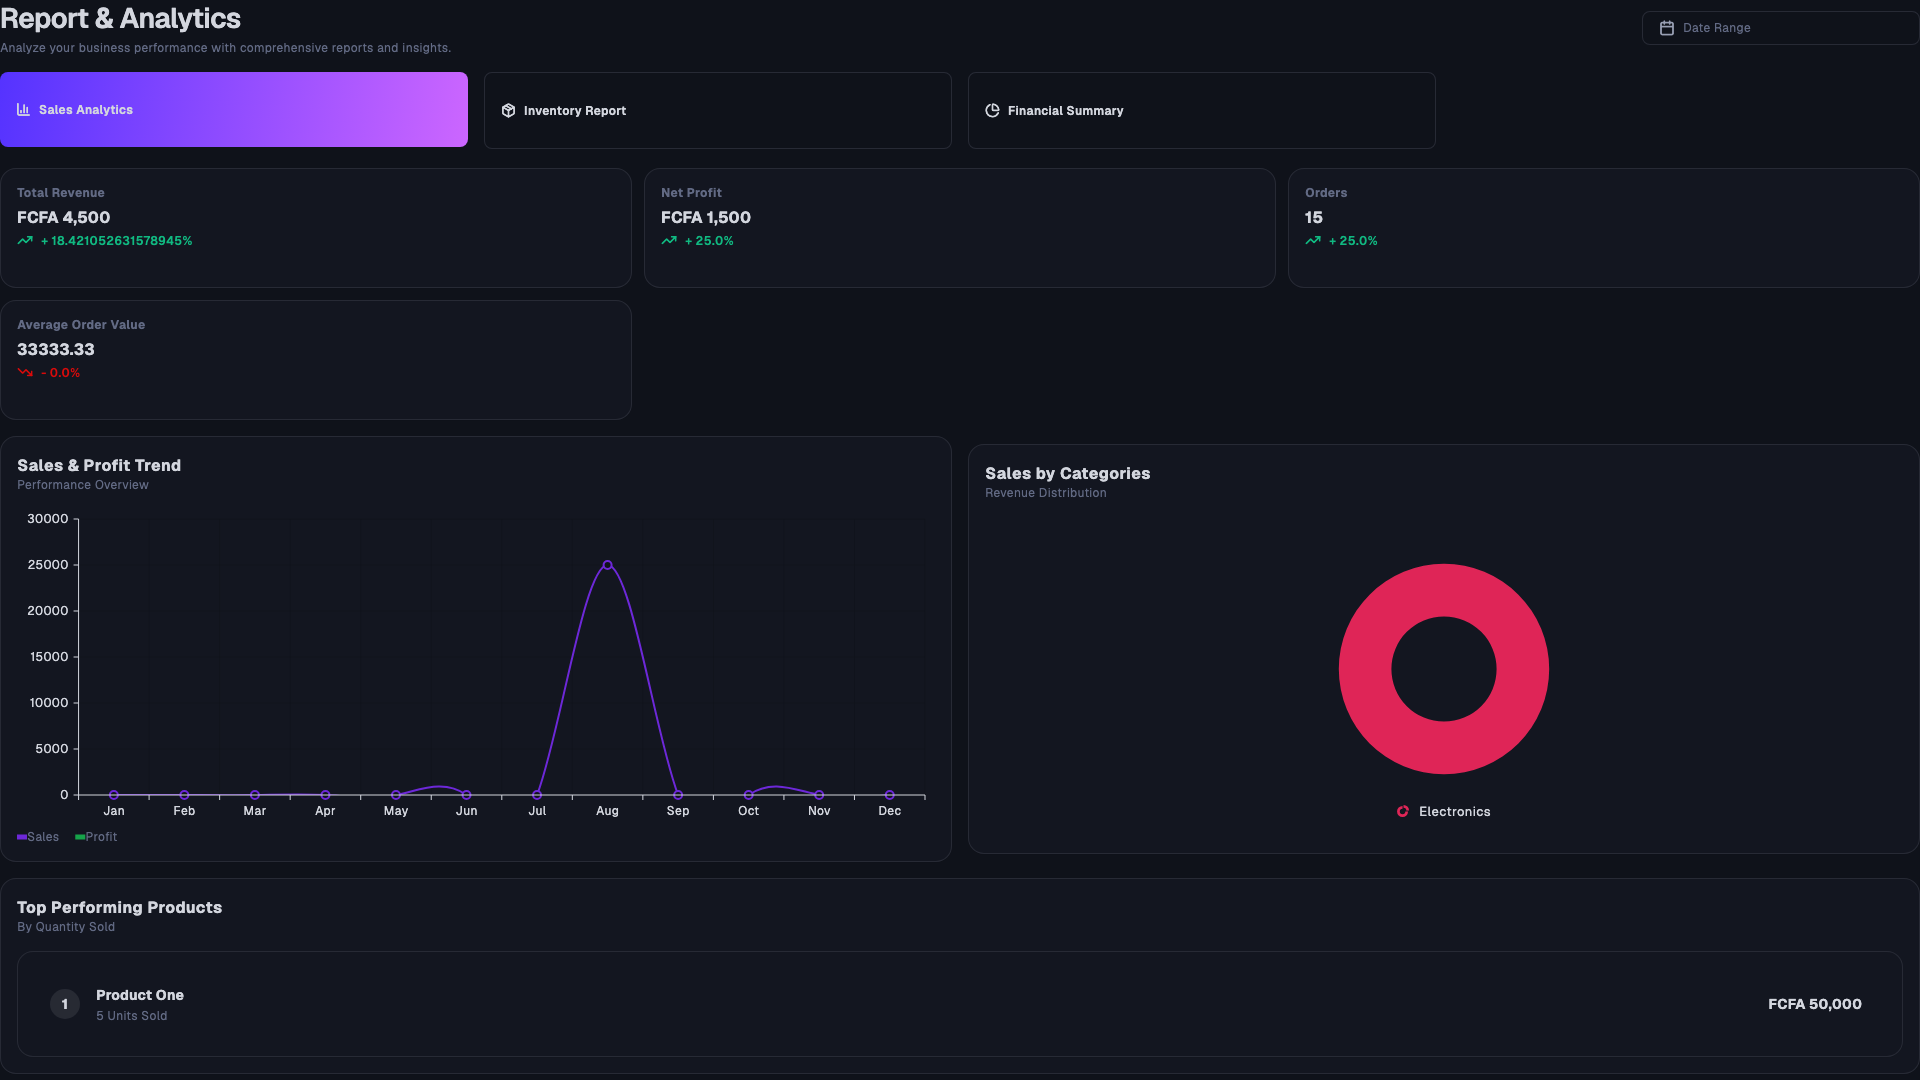 Report & Analytics
Analyze your business performance with comprehensive reports and insights.
Date Range
Sales Analytics
Inventory Report
Financial Summary
Total Revenue
FCFA 4,500
+ 18.421052631578945%
Net Profit
FCFA 1,500
+ 25.0%
Orders
15
+ 25.0%
Average Order Value
33333.33
- 0.0%
Sales & Profit Trend
Performance Overview
30000
25000
20000
15000
10000
5000
0
Jan Feb Mar Apr May Jun Jul Aug Sep Oct Nov Dec
Sales Profit
Sales by Categories
Revenue Distribution
Electronics
Top Performing Products
By Quantity Sold
1
Product One
5 Units Sold
FCFA 50,000